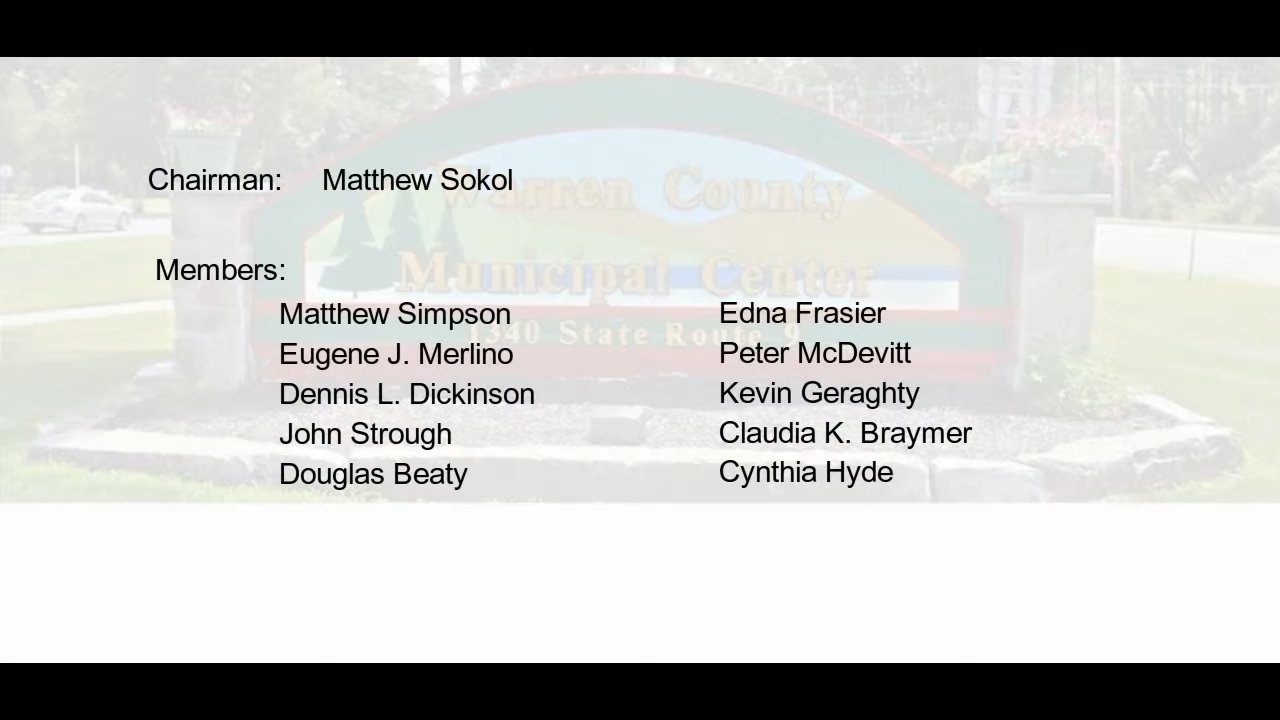 Warren County
Municipal Center
1340 State Route 9
Chairman: Matthew Sokol
Members:
Matthew Simpson
Eugene J. Merlino
Dennis L. Dickinson
John Strough
Douglas Beaty
Edna Frasier
Peter McDevitt
Kevin Geraghty
Claudia K. Braymer
Cynthia Hyde